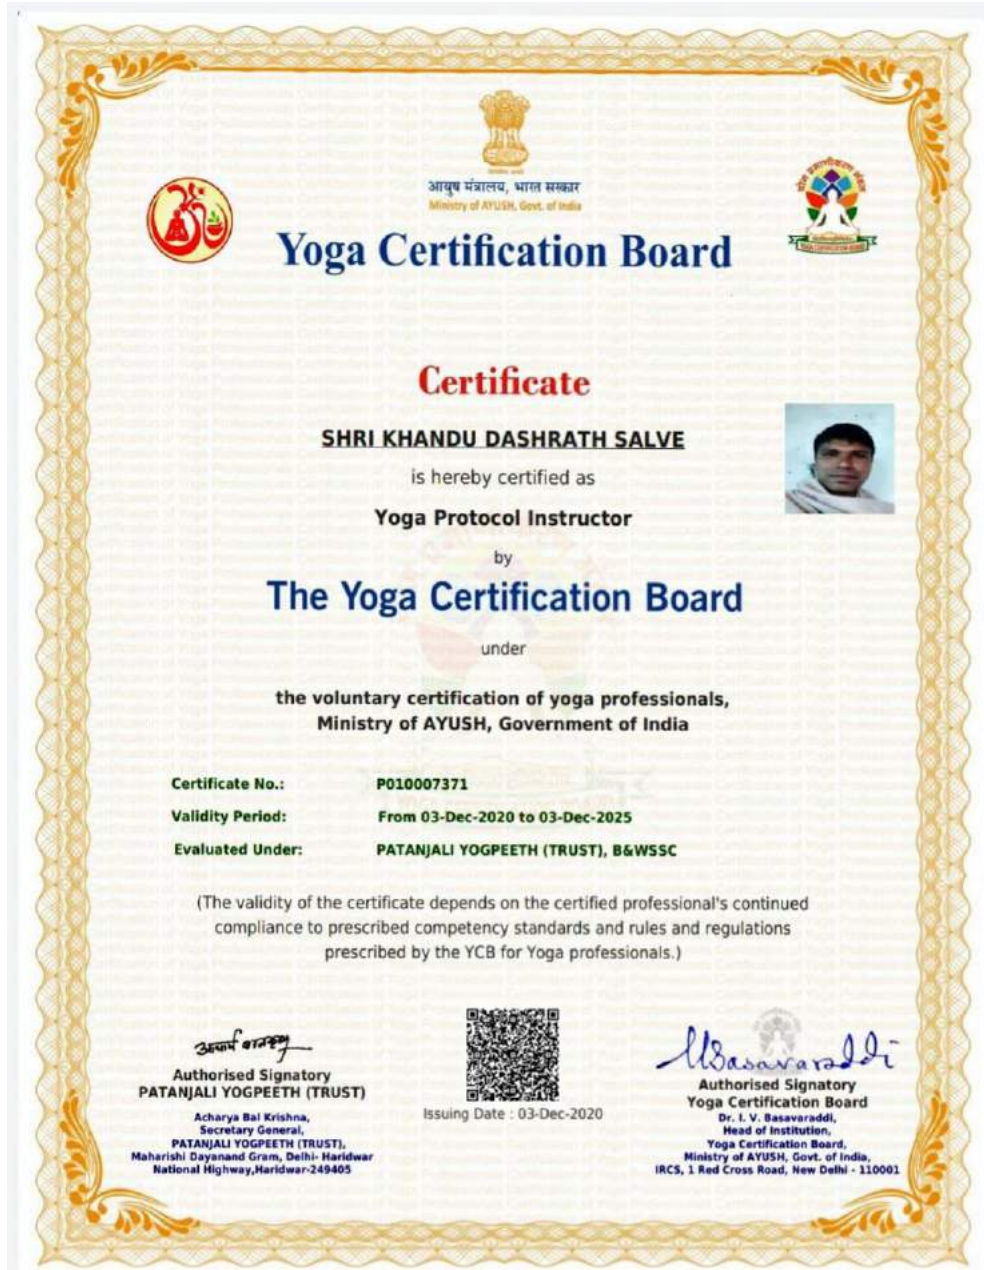 आयुष मंत्रालय, भारत सरकार
Ministry of AYUSH, Govt. of India
Yoga Certification Board
YOGA CERTIFICATION BOARD
Certificate
SHRI KHANDU DASHRATH SALVE
is hereby certified as
Yoga Protocol Instructor
by
The Yoga Certification Board
under
the voluntary certification of yoga professionals,
Ministry of AYUSH, Government of India
Certificate No.: P010007371
Validity Period: From 03-Dec-2020 to 03-Dec-2025
Evaluated Under: PATANJALI YOGPEETH (TRUST), B&WSSC
(The validity of the certificate depends on the certified professional's continued
compliance to prescribed competency standards and rules and regulations
prescribed by the YCB for Yoga professionals.)
Authorised Signatory
PATANJALI YOGPEETH (TRUST)
Acharya Bal Krishna,
Secretary General,
PATANJALI YOGPEETH (TRUST),
Maharishi Dayanand Gram, Delhi- Haridwar
National Highway,Haridwar-249405
Issuing Date : 03-Dec-2020
Authorised Signatory
Yoga Certification Board
Dr. I. V. Basavaraddi,
Head of Institution,
Yoga Certification Board,
Ministry of AYUSH, Govt. of India,
IRCS, 1 Red Cross Road, New Delhi - 110001